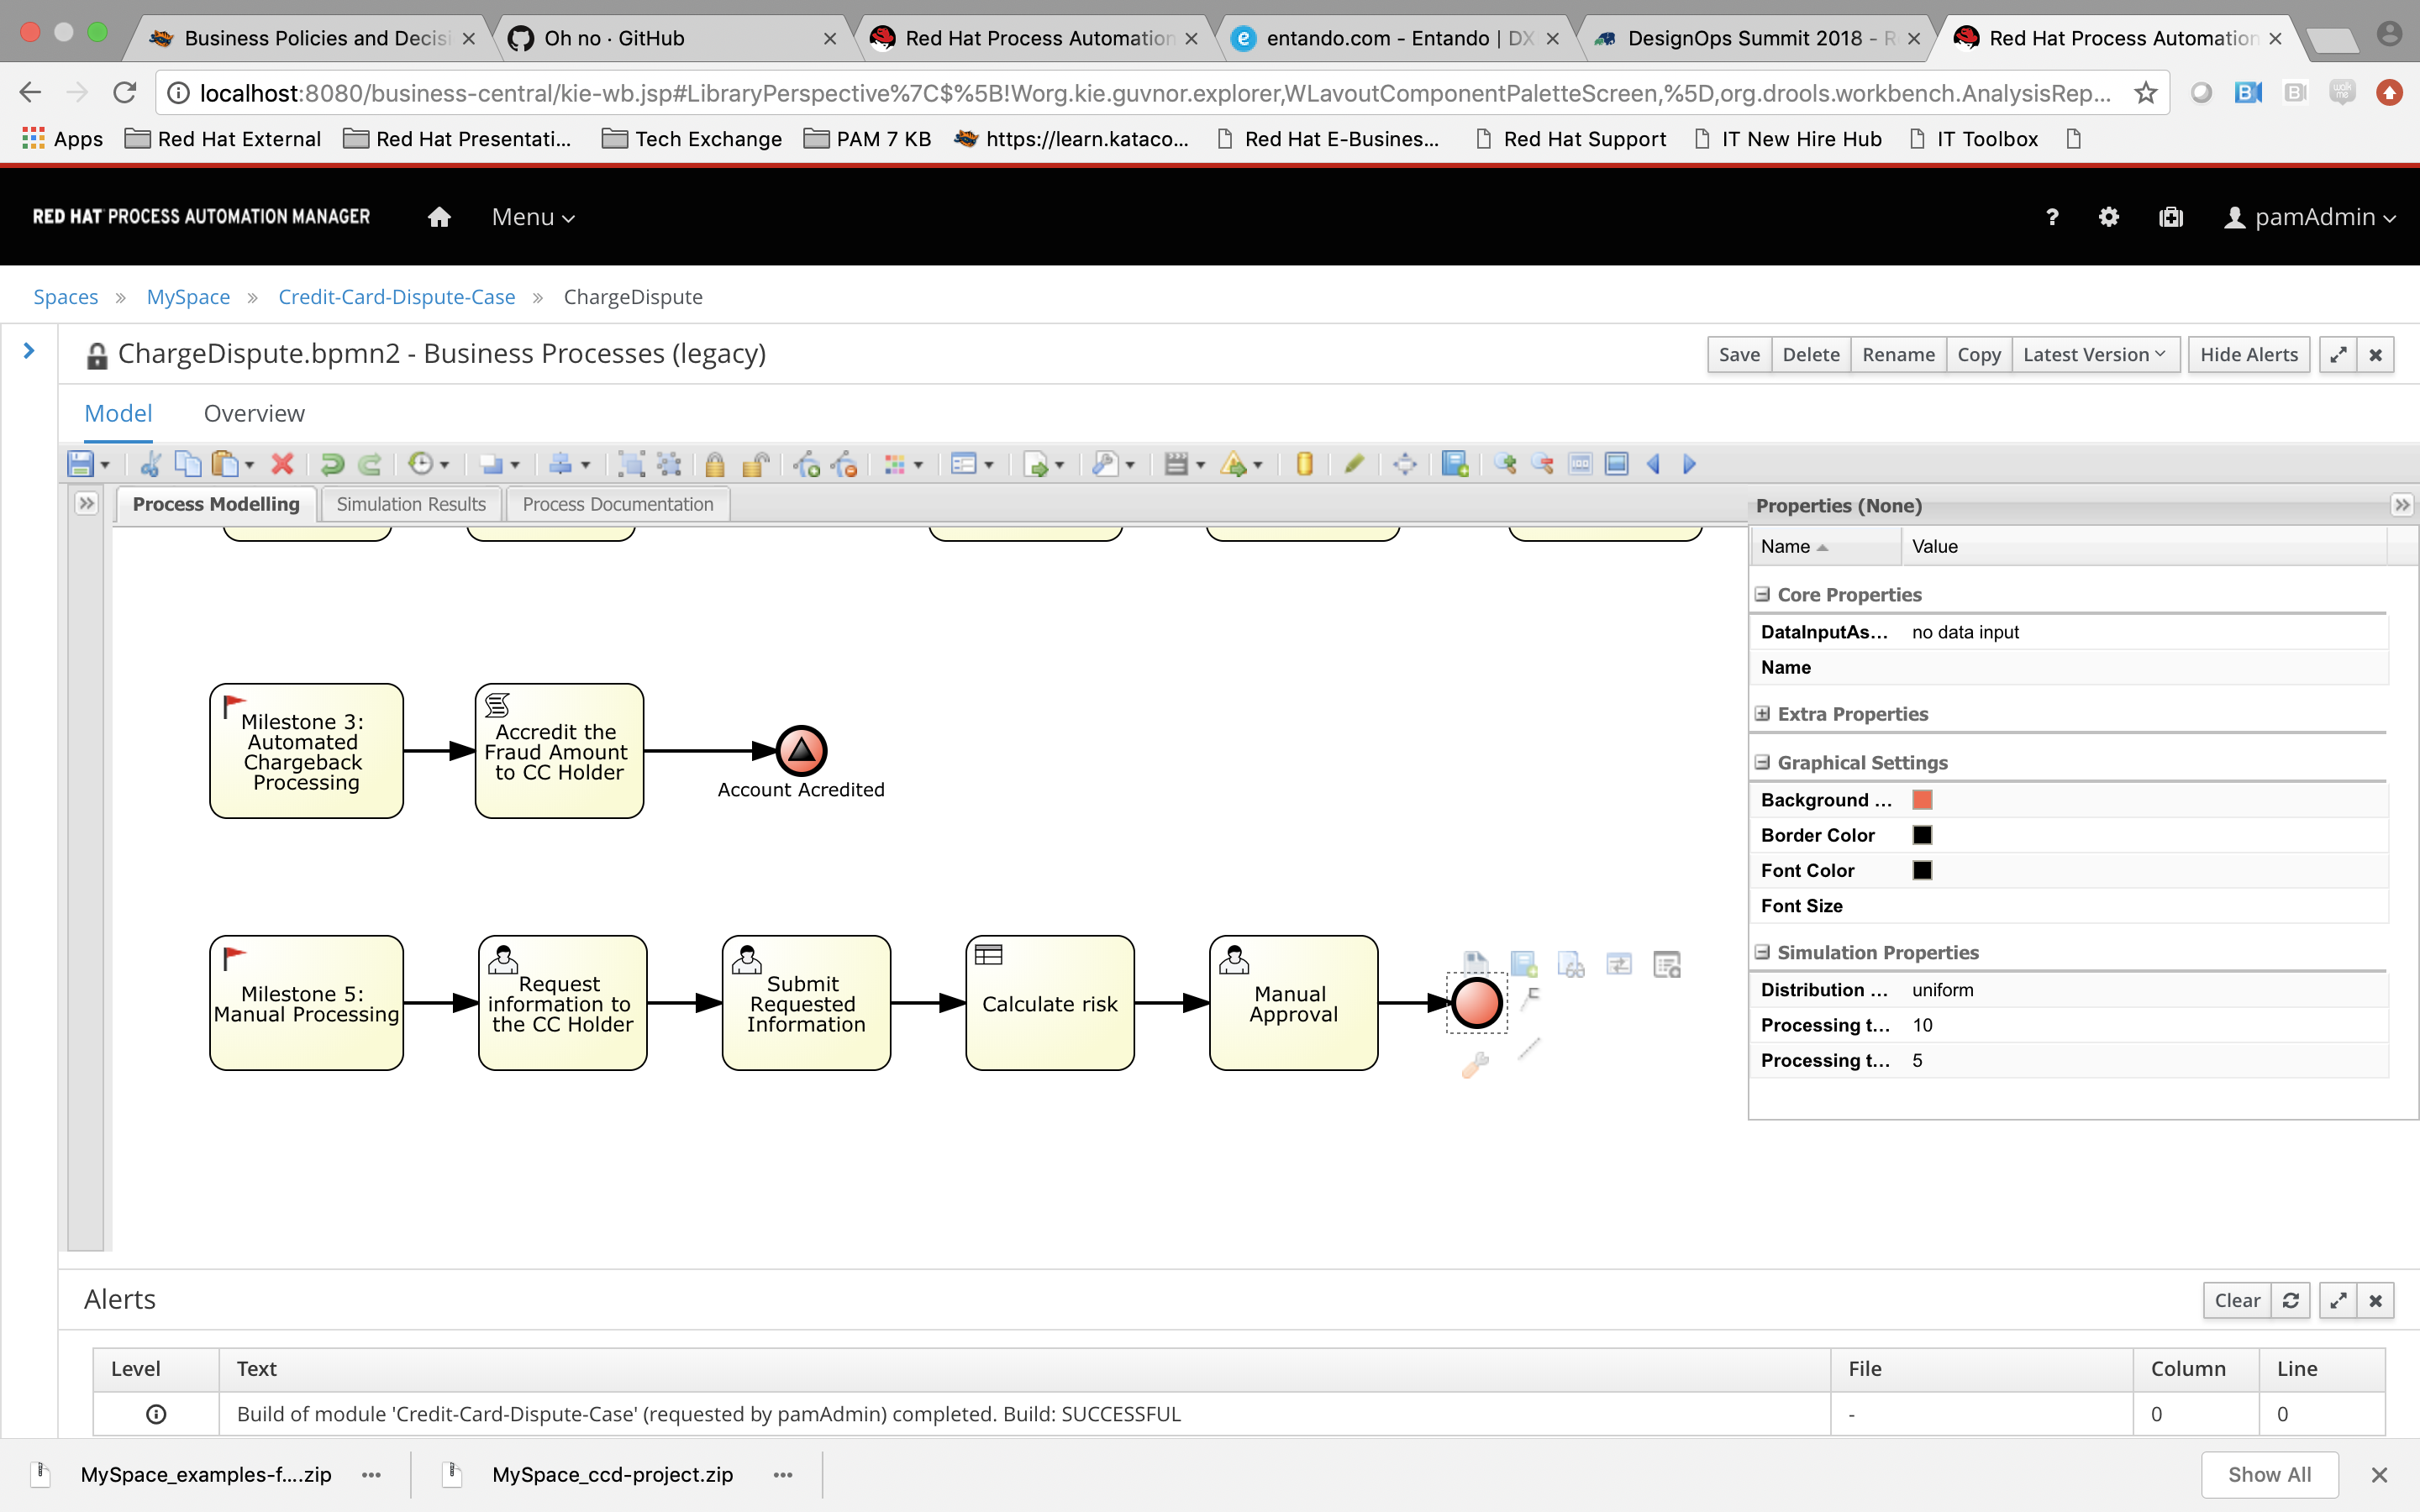 Business Policies and Decisi
Oh no · GitHub
Red Hat Process Automation
entando.com - Entando | DX
DesignOps Summit 2018 - R
Red Hat Process Automation
localhost:8080/business-central/kie-wb.jsp#LibraryPerspective%7C$%5B!Worg.kie.guvnor.explorer,WLavoutComponentPaletteScreen,%5D,org.drools.workbench.AnalysisRep...
Apps
Red Hat External
Red Hat Presentati...
Tech Exchange
PAM 7 KB
https://learn.kataco...
Red Hat E-Busines...
Red Hat Support
IT New Hire Hub
IT Toolbox
RED HAT PROCESS AUTOMATION MANAGER
Menu
?
pamAdmin
Spaces » MySpace » Credit-Card-Dispute-Case » ChargeDispute
ChargeDispute.bpmn2 - Business Processes (legacy)
Save
Delete
Rename
Copy
Latest Version
Hide Alerts
Model
Overview
Process Modelling
Simulation Results
Process Documentation
Properties (None)
Name
Value
Core Properties
DataInputAs... no data input
Name
Extra Properties
Graphical Settings
Background ...
Border Color
Font Color
Font Size
Simulation Properties
Distribution ... uniform
Processing t... 10
Processing t... 5
Milestone 3:
Automated
Chargeback
Processing
Accredit the
Fraud Amount
to CC Holder
Account Acredited
Milestone 5:
Manual Processing
Request
information to
the CC Holder
Submit
Requested
Information
Calculate risk
Manual
Approval
Alerts
Clear
Level
Text
File
Column
Line
Build of module 'Credit-Card-Dispute-Case' (requested by pamAdmin) completed. Build: SUCCESSFUL
-
0
0
MySpace_examples-f....zip
MySpace_ccd-project.zip
Show All